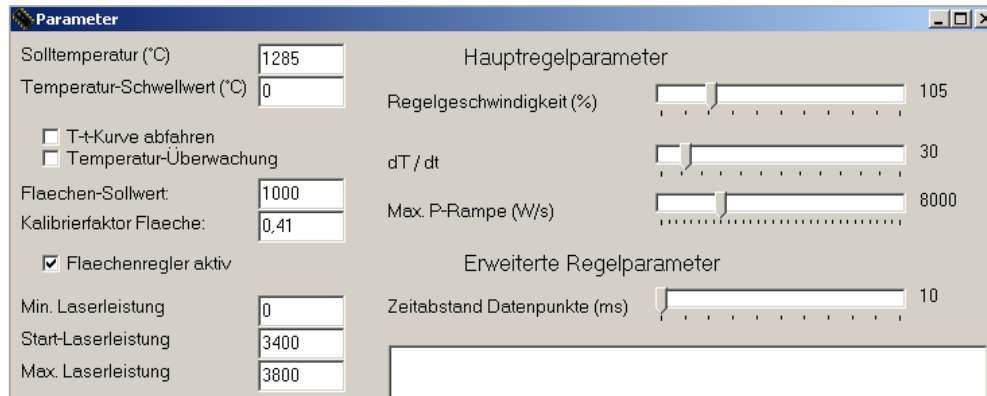 Parameter
Solltemperatur (°C) 1285
Temperatur-Schwellwert (°C) 0
T-t-Kurve abfahren
Temperatur-Überwachung
Flaechen-Sollwert: 1000
Kalibrierfaktor Flaeche: 0,41
Flaechenregler aktiv
Min. Laserleistung 0
Start-Laserleistung 3400
Max. Laserleistung 3800
Hauptregelparameter
Regelgeschwindigkeit (%) 105
dT / dt 30
Max. P-Rampe (W/s) 8000
Erweiterte Regelparameter
Zeitabstand Datenpunkte (ms) 10